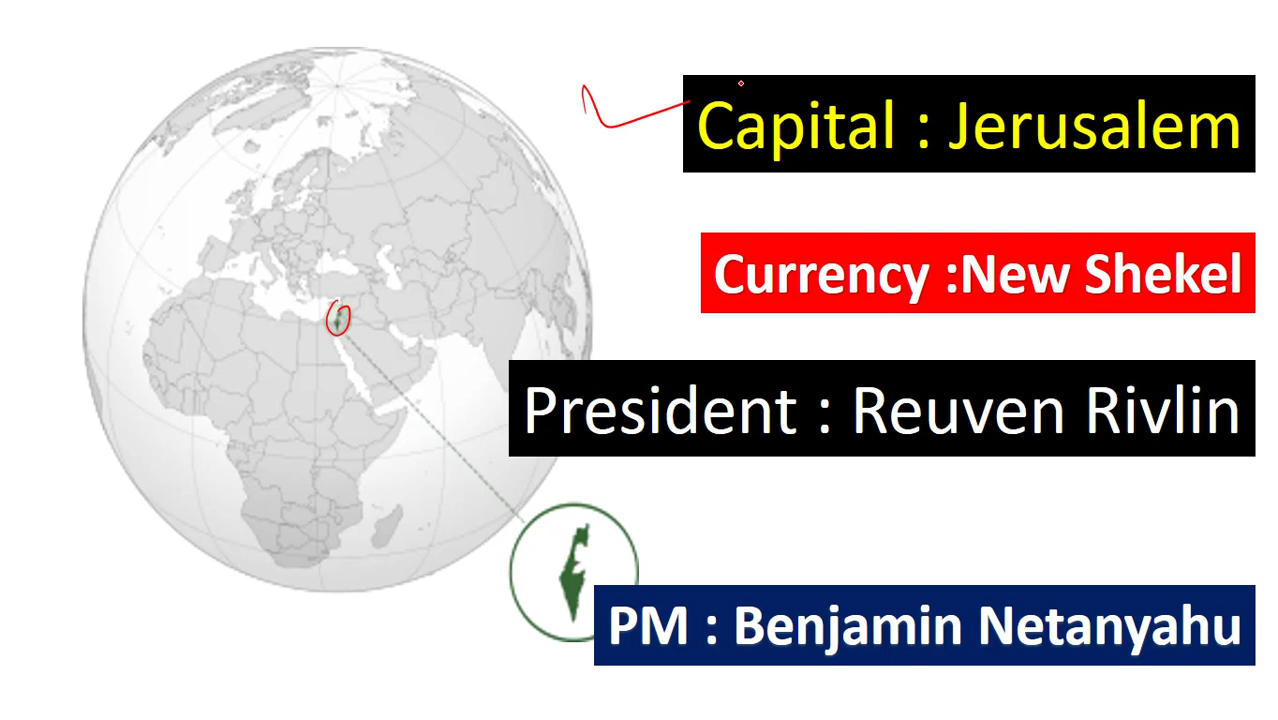 Capital : Jerusalem
Currency :New Shekel
President : Reuven Rivlin
PM : Benjamin Netanyahu